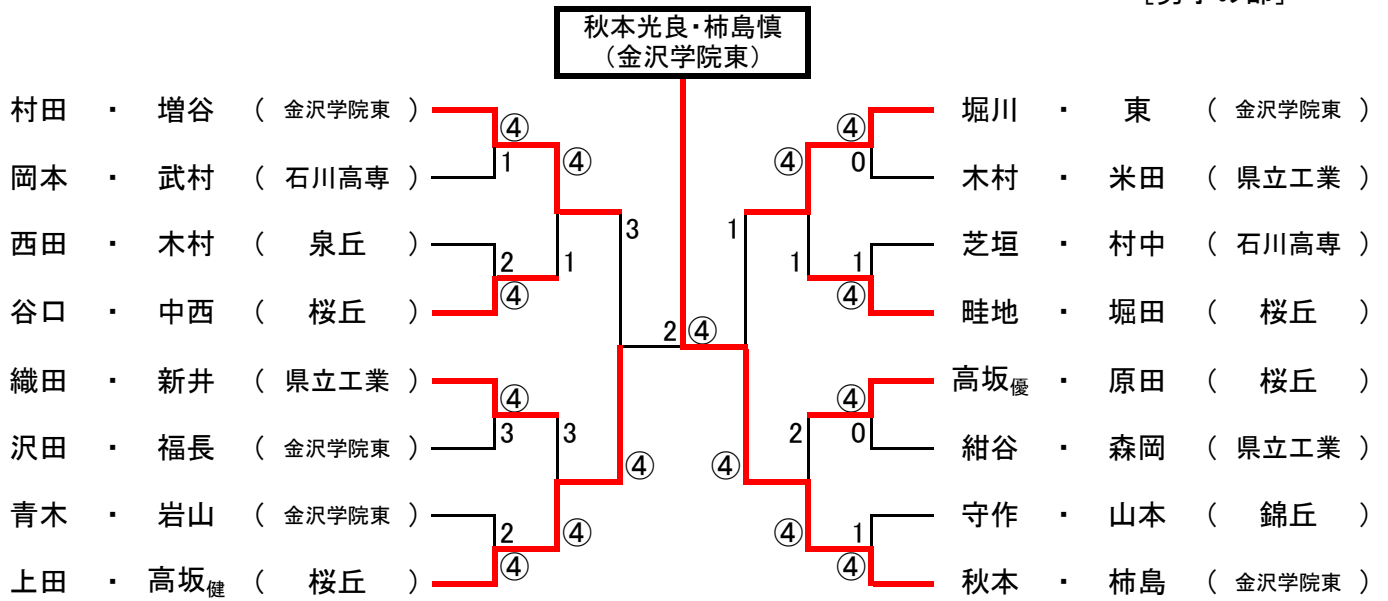 [男子の部]
秋本光良・柿島慎
(金沢学院東)
村田 ・ 増谷 ( 金沢学院東 ) ④ ④ 堀川 ・ 東 ( 金沢学院東 )
1 ④ ④ 0
岡本 ・ 武村 ( 石川高専 ) 木村 ・ 米田 ( 県立工業 )
3 1
西田 ・ 木村 ( 泉丘 ) 2 1 1 1 芝垣 ・ 村中 ( 石川高専 )
谷口 ・ 中西 ( 桜丘 ) ④ ④ 畦地 ・ 堀田 ( 桜丘 )
2 ④
織田 ・ 新井 ( 県立工業 ) ④ ④ 高坂優 ・ 原田 ( 桜丘 )
3 3 2 0
沢田 ・ 福長 ( 金沢学院東 ) ④ ④ 紺谷 ・ 森岡 ( 県立工業 )
青木 ・ 岩山 ( 金沢学院東 ) 2 ④ ④ 1 守作 ・ 山本 ( 錦丘 )
上田 ・ 高坂健 ( 桜丘 ) ④ ④ 秋本 ・ 柿島 ( 金沢学院東 )